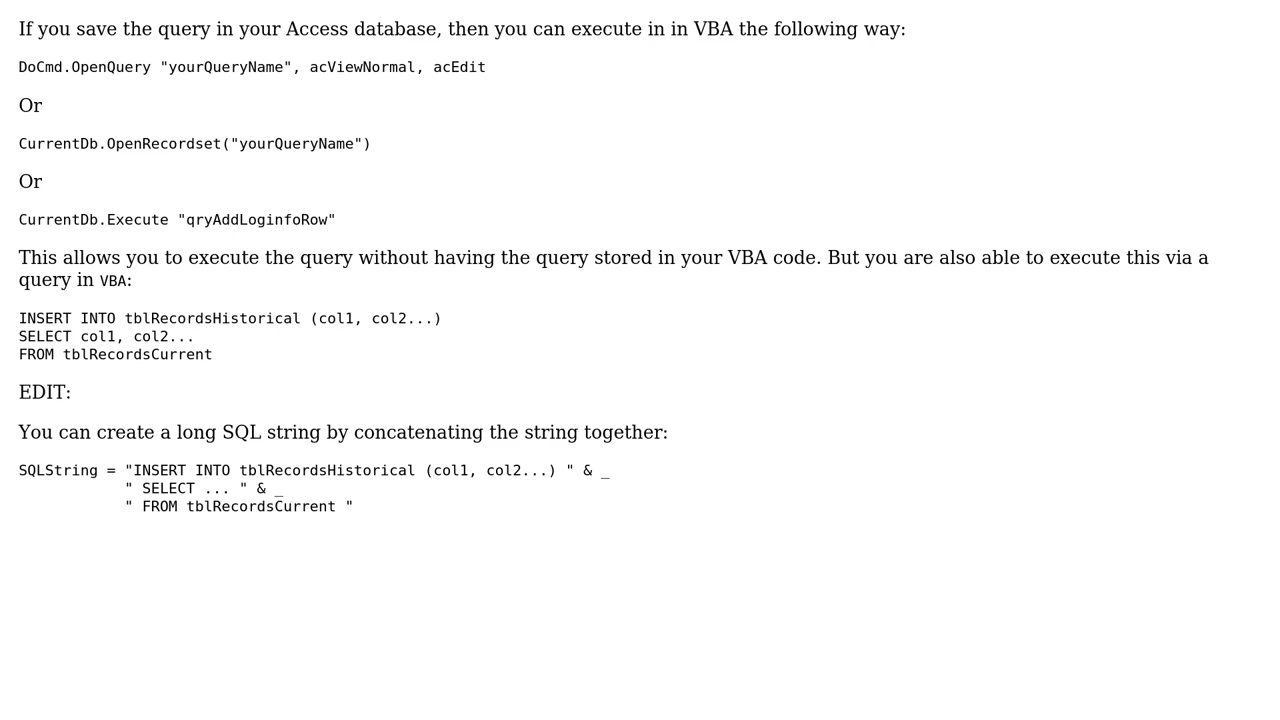 If you save the query in your Access database, then you can execute in in VBA the following way:
DoCmd.OpenQuery "yourQueryName", acViewNormal, acEdit
Or
CurrentDb.OpenRecordset("yourQueryName")
Or
CurrentDb.Execute "qryAddLoginfoRow"
This allows you to execute the query without having the query stored in your VBA code. But you are also able to execute this via a
query in VBA:
INSERT INTO tblRecordsHistorical (col1, col2...)
SELECT col1, col2...
FROM tblRecordsCurrent
EDIT:
You can create a long SQL string by concatenating the string together:
SQLString = "INSERT INTO tblRecordsHistorical (col1, col2...) " & _
            " SELECT ... " & _
            " FROM tblRecordsCurrent "